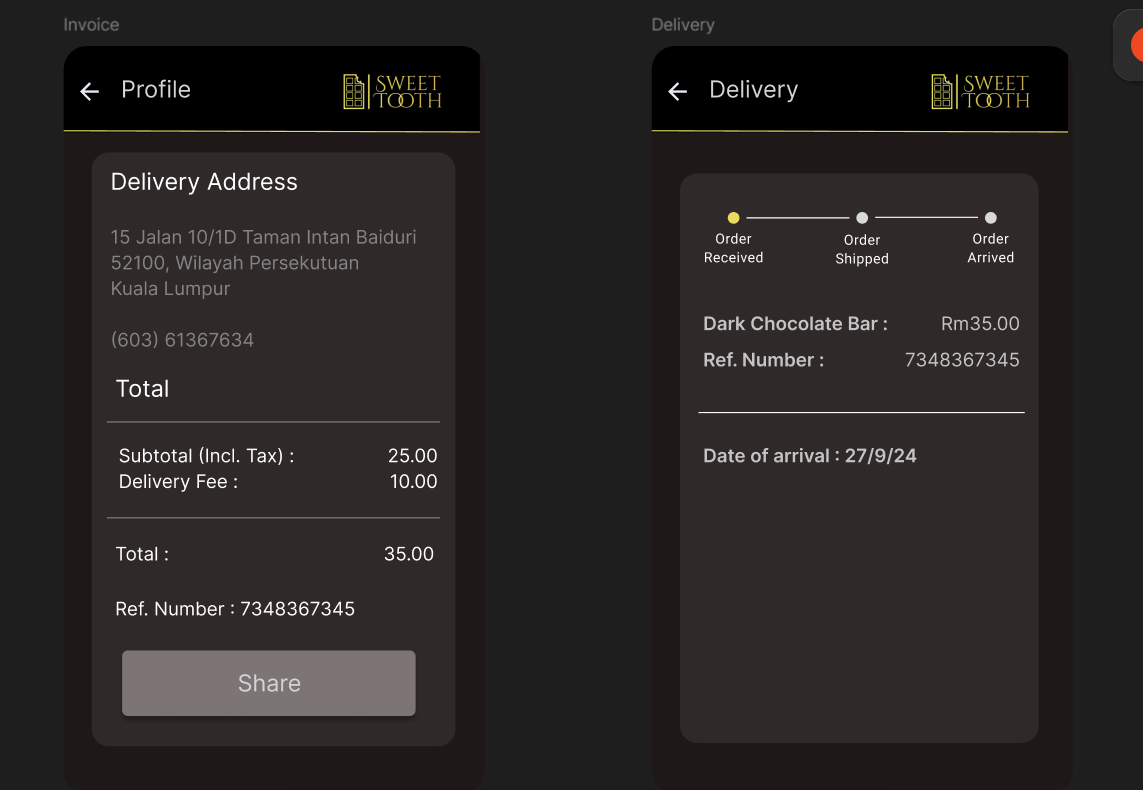 Invoice
Profile
SWEET
TOOTH
Delivery Address
15 Jalan 10/1D Taman Intan Baiduri
52100, Wilayah Persekutuan
Kuala Lumpur
(603) 61367634
Total
Subtotal (Incl. Tax) : 25.00
Delivery Fee : 10.00
Total : 35.00
Ref. Number : 7348367345
Share
Delivery
Delivery
SWEET
TOOTH
Order Received
Order Shipped
Order Arrived
Dark Chocolate Bar : Rm35.00
Ref. Number : 7348367345
Date of arrival : 27/9/24